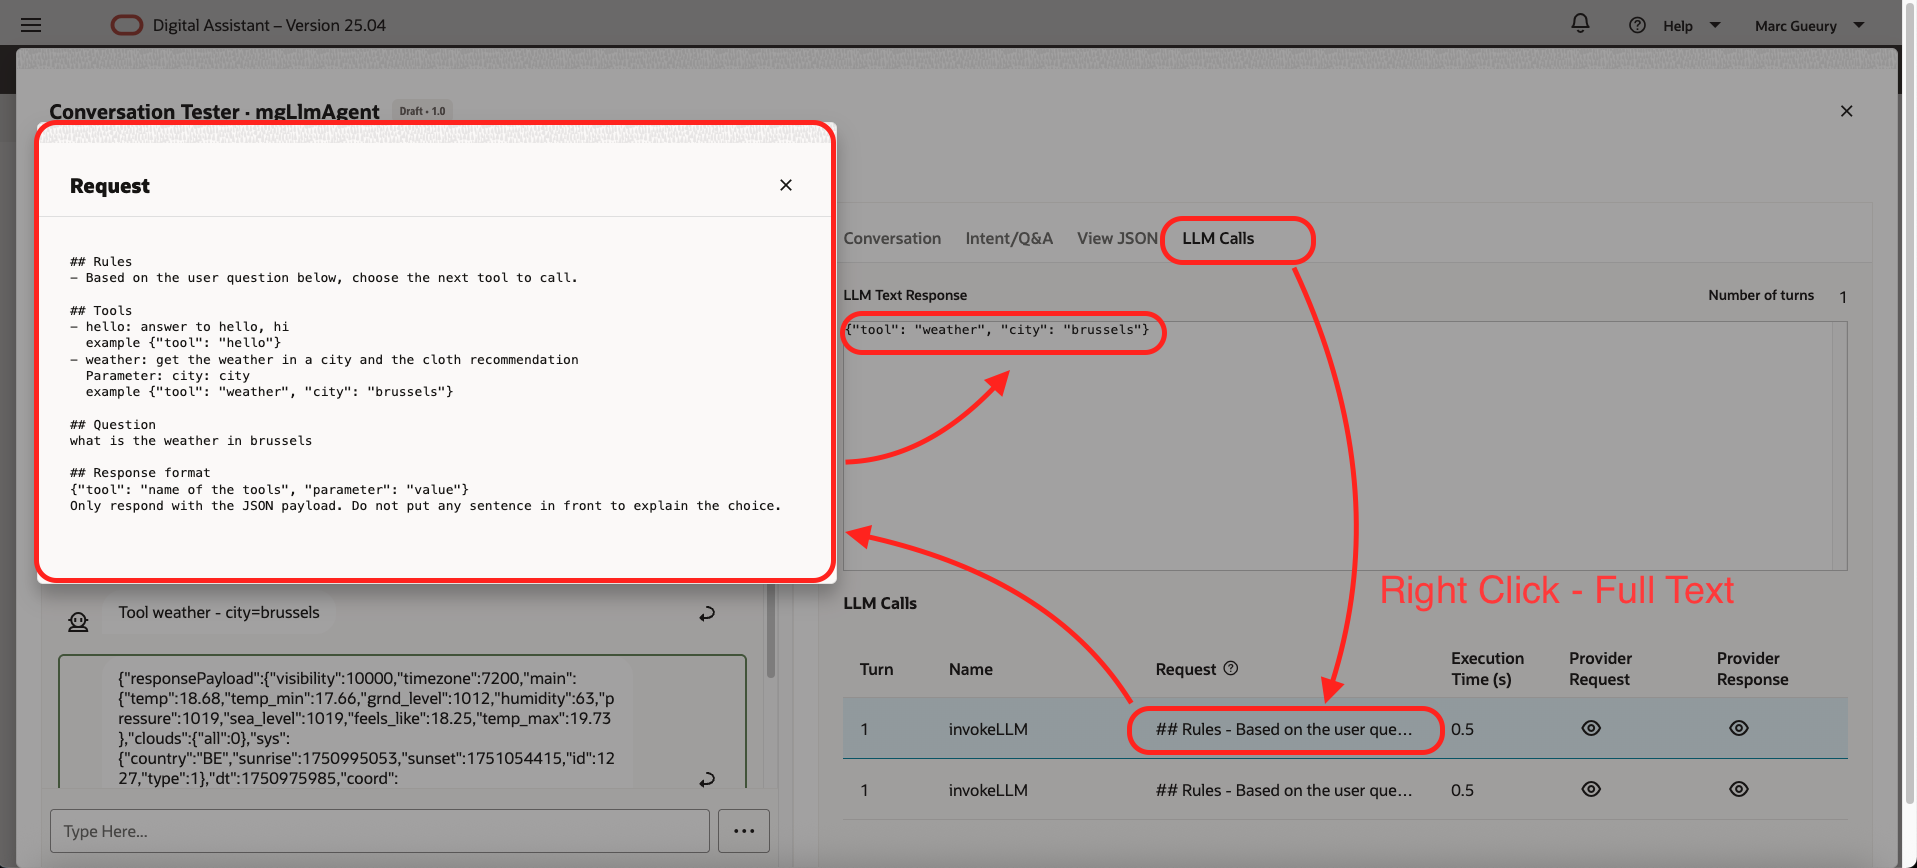 Digital Assistant – Version 25.04
Help
Marc Gueury
Conversation Tester · mgLlmAgent
Draft · 1.0
Request
## Rules
– Based on the user question below, choose the next tool to call.
## Tools
– hello: answer to hello, hi
example {"tool": "hello"}
– weather: get the weather in a city and the cloth recommendation
Parameter: city: city
example {"tool": "weather", "city": "brussels"}
## Question
what is the weather in brussels
## Response format
{"tool": "name of the tools", "parameter": "value"}
Only respond with the JSON payload. Do not put any sentence in front to explain the choice.
Tool weather - city=brussels
{"responsePayload":{"visibility":10000,"timezone":7200,"main":
{"temp":18.68,"temp_min":17.66,"grnd_level":1012,"humidity":63,"p
ressure":1019,"sea_level":1019,"feels_like":18.25,"temp_max":19.73
},"clouds":{"all":0},"sys":
{"country":"BE","sunrise":1750995053,"sunset":1751054415,"id":12
27,"type":1},"dt":1750975985,"coord":
Type Here...
Conversation Intent/Q&A View JSON LLM Calls
LLM Text Response
Number of turns 1
{"tool": "weather", "city": "brussels"}
Right Click - Full Text
LLM Calls
Turn Name Request Execution Time (s) Provider Request Provider Response
1 invokeLLM ## Rules - Based on the user que... 0.5
1 invokeLLM ## Rules - Based on the user que... 0.5